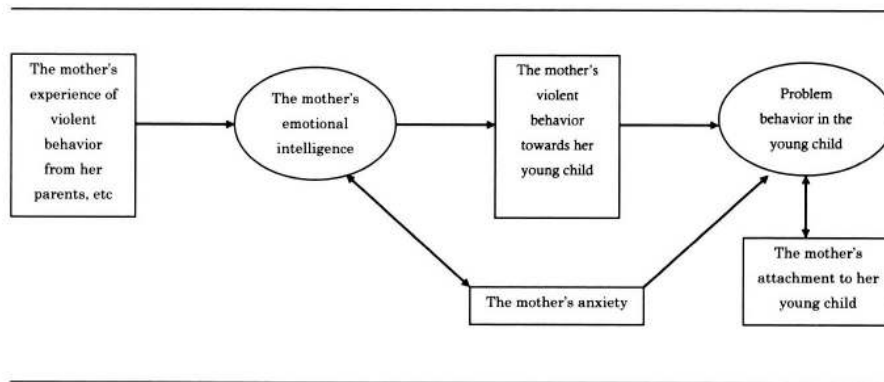 The mother's
experience of
violent
behavior
from her
parents, etc
The mother's
emotional
intelligence
The mother's
violent
behavior
towards her
young child
Problem
behavior in the
young child
The mother's anxiety
The mother's
attachment to her
young child